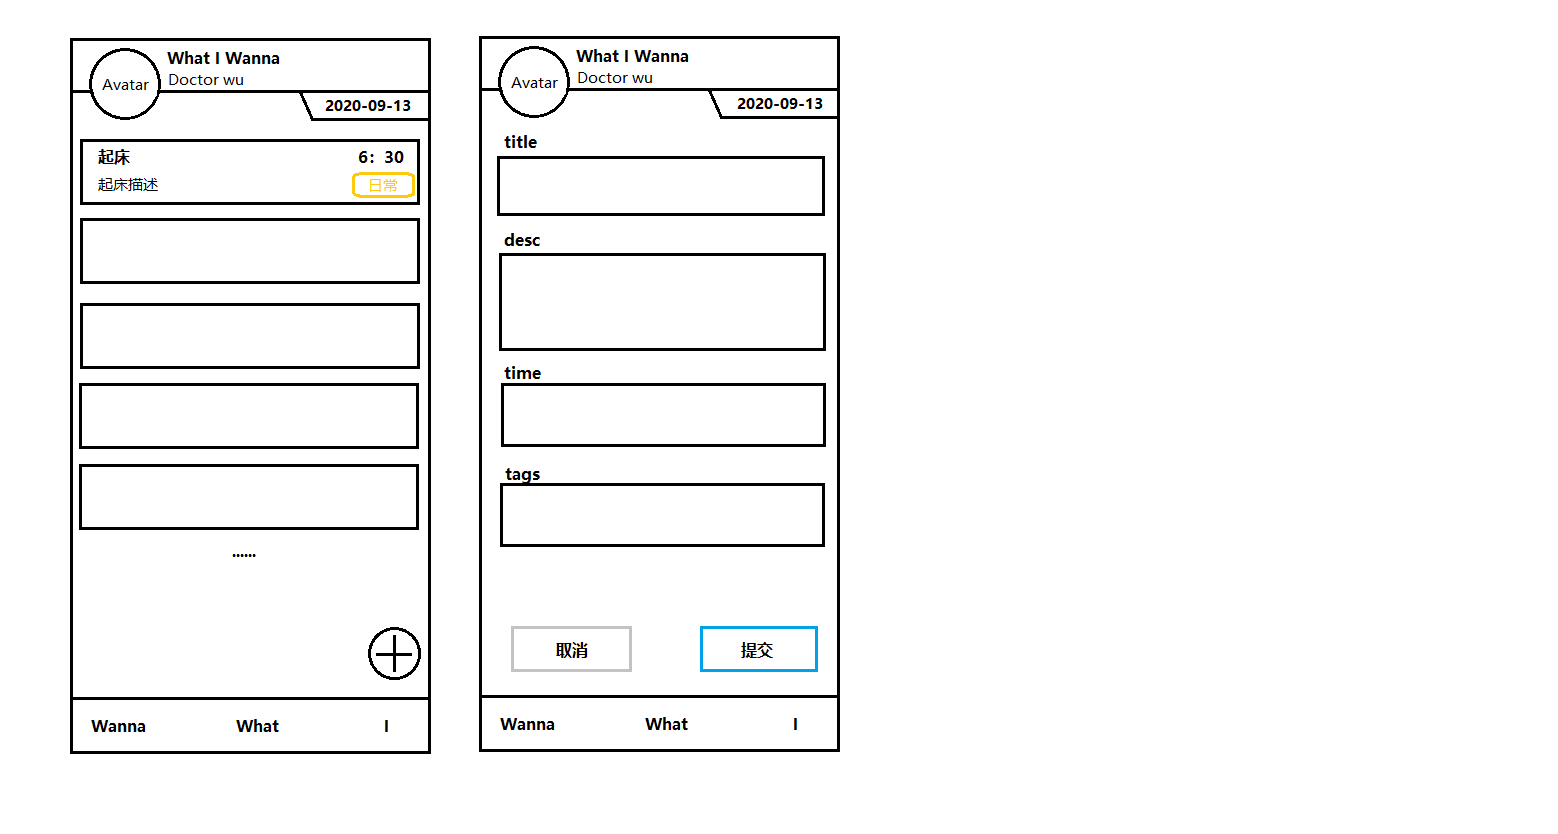 What I Wanna
Doctor wu
Avatar
2020-09-13
起床
6：30
起床描述
日常
......
Wanna
What
I
What I Wanna
Doctor wu
Avatar
2020-09-13
title
desc
time
tags
取消
提交
Wanna
What
I